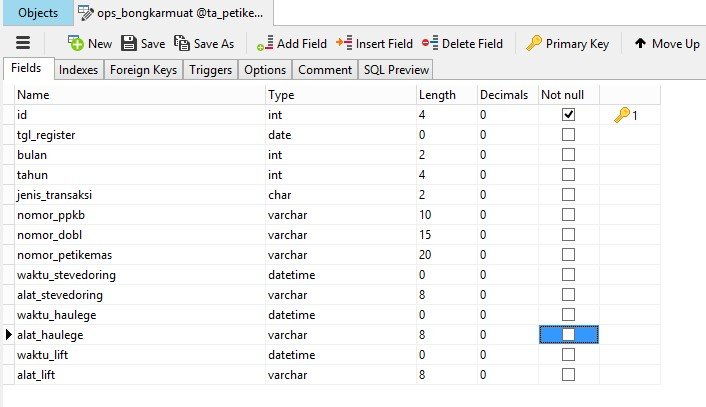 Objects ops_bongkarmuat @ta_petike...
New Save Save As Add Field Insert Field Delete Field Primary Key Move Up
Fields Indexes Foreign Keys Triggers Options Comment SQL Preview
Name Type Length Decimals Not null
id int 4 0 1
tgl_register date 0 0
bulan int 2 0
tahun int 4 0
jenis_transaksi char 2 0
nomor_ppkb varchar 10 0
nomor_dobl varchar 15 0
nomor_petikemas varchar 20 0
waktu_stevedoring datetime 0 0
alat_stevedoring varchar 8 0
waktu_haulege datetime 0 0
alat_haulege varchar 8 0
waktu_lift datetime 0 0
alat_lift varchar 8 0